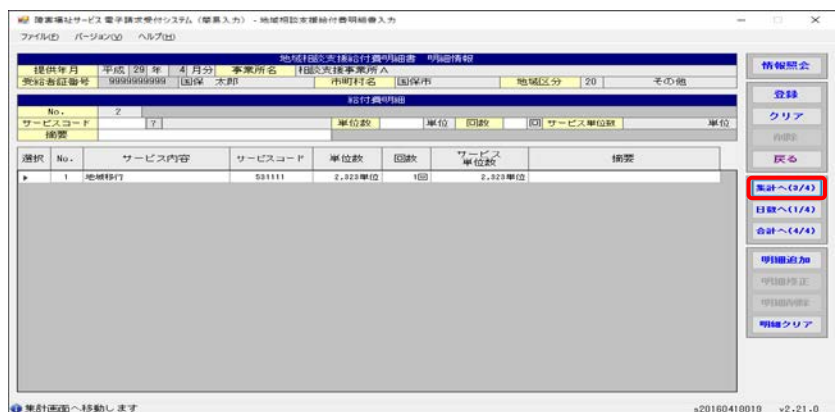 障害福祉サービス電子請求受付システム（簡易入力） - 地域相談支援給付費明細書入力
ファイル(F) バージョン(V) ヘルプ(H)
地域相談支援給付費明細書 明細情報
提供年月 平成 29 年 4 月分 事業所名 相談支援事業所A
受給者証番号 9999999999 国保 太郎 市町村名 国保市 地域区分 20 その他
給付費明細
No. 2
サービスコード ? 単位数 単位 回数 回 サービス単位数 単位
摘要
選択 No. サービス内容 サービスコード 単位数 回数 サービス単位数 摘要
1 地域移行 531111 2,323単位 1回 2,323単位
情報照会
登録
クリア
削除
戻る
集計へ(3/4)
日数へ(1/4)
合計へ(4/4)
明細追加
明細修正
明細削除
明細クリア
集計画面へ移動します
s20160410019 v2.21.0